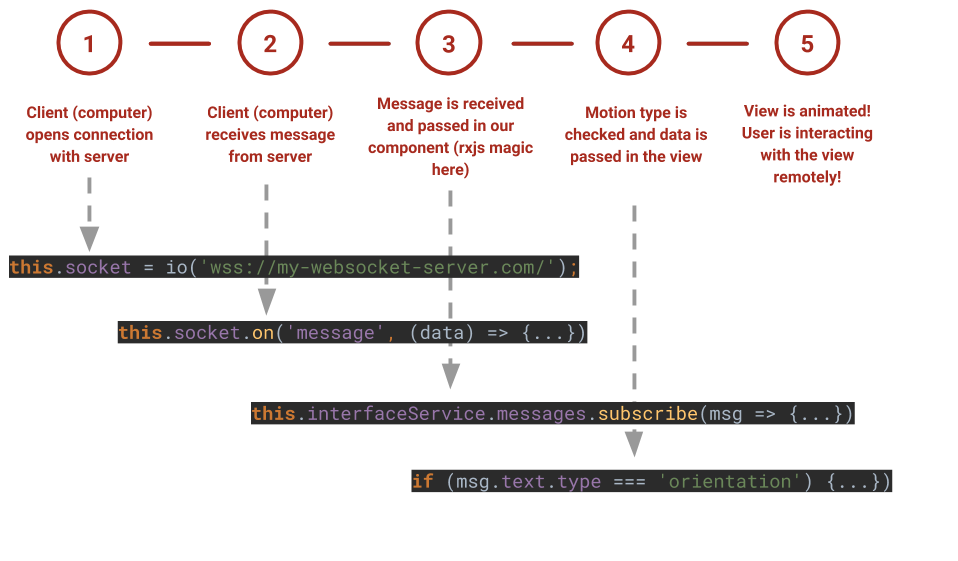 1
2
3
4
5
Client (computer)
opens connection
with server
Client (computer)
receives message
from server
Message is received
and passed in our
component (rxjs magic
here)
Motion type is
checked and data is
passed in the view
View is animated!
User is interacting
with the view
remotely!
this.socket = io('wss://my-websocket-server.com/');
this.socket.on('message', (data) => {...})
this.interfaceService.messages.subscribe(msg => {...})
if (msg.text.type === 'orientation') {...})